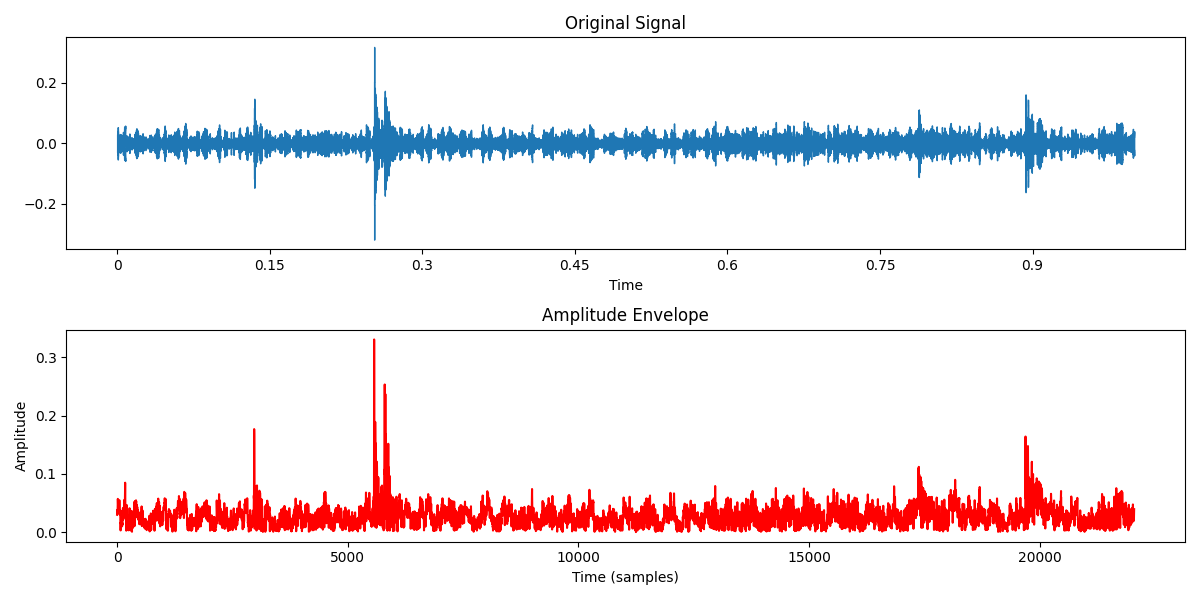 Original Signal
0.2
0.0
−0.2
0 0.15 0.3 0.45 0.6 0.75 0.9
Time
Amplitude Envelope
Amplitude
0.3
0.2
0.1
0.0
0 5000 10000 15000 20000
Time (samples)